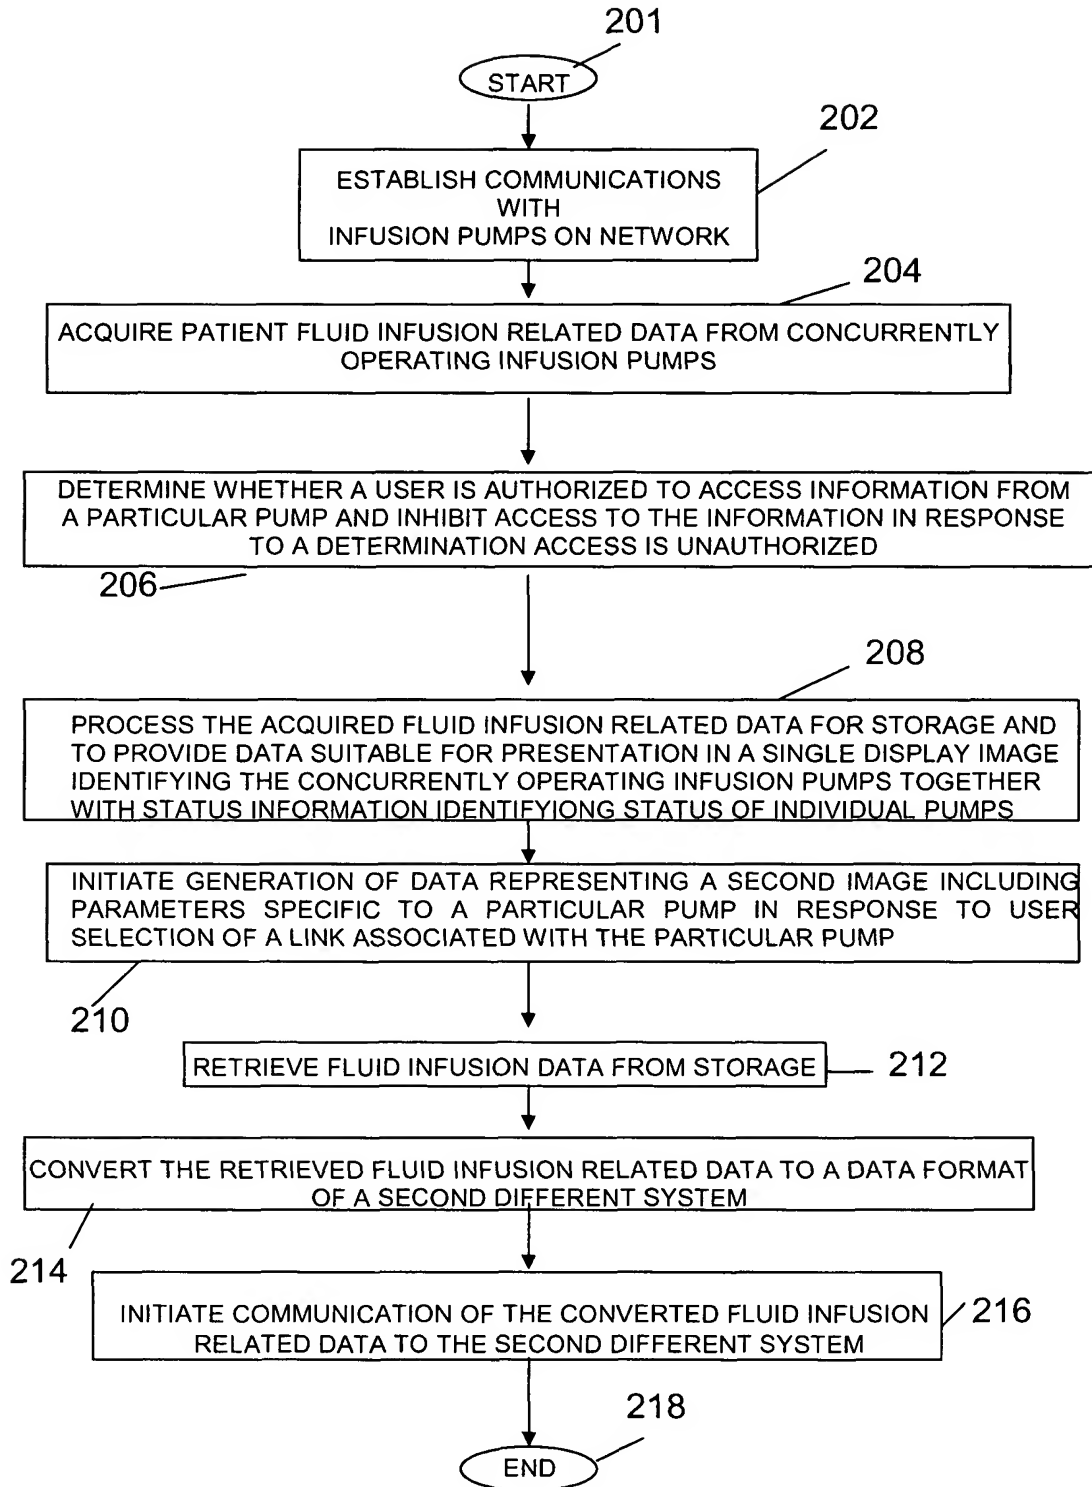 201
START
202
ESTABLISH COMMUNICATIONS
WITH
INFUSION PUMPS ON NETWORK
204
ACQUIRE PATIENT FLUID INFUSION RELATED DATA FROM CONCURRENTLY
OPERATING INFUSION PUMPS
DETERMINE WHETHER A USER IS AUTHORIZED TO ACCESS INFORMATION FROM
A PARTICULAR PUMP AND INHIBIT ACCESS TO THE INFORMATION IN RESPONSE
TO A DETERMINATION ACCESS IS UNAUTHORIZED
206
208
PROCESS THE ACQUIRED FLUID INFUSION RELATED DATA FOR STORAGE AND
TO PROVIDE DATA SUITABLE FOR PRESENTATION IN A SINGLE DISPLAY IMAGE
IDENTIFYING THE CONCURRENTLY OPERATING INFUSION PUMPS TOGETHER
WITH STATUS INFORMATION IDENTIFYIONG STATUS OF INDIVIDUAL PUMPS
INITIATE GENERATION OF DATA REPRESENTING A SECOND IMAGE INCLUDING
PARAMETERS SPECIFIC TO A PARTICULAR PUMP IN RESPONSE TO USER
SELECTION OF A LINK ASSOCIATED WITH THE PARTICULAR PUMP
210
RETRIEVE FLUID INFUSION DATA FROM STORAGE
212
CONVERT THE RETRIEVED FLUID INFUSION RELATED DATA TO A DATA FORMAT
OF A SECOND DIFFERENT SYSTEM
214
INITIATE COMMUNICATION OF THE CONVERTED FLUID INFUSION
RELATED DATA TO THE SECOND DIFFERENT SYSTEM
216
218
END